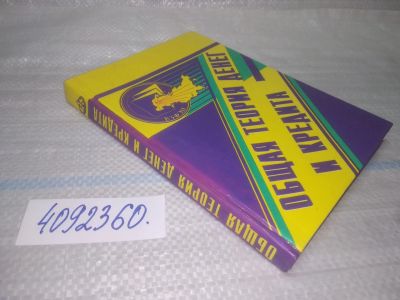 ОБЩАЯ ТЕОРИЯ ДЕНЕГ
И КРЕДИТА
ОБЩАЯ ТЕОРИЯ ДЕНЕГ И КРЕДИТА
4092360.